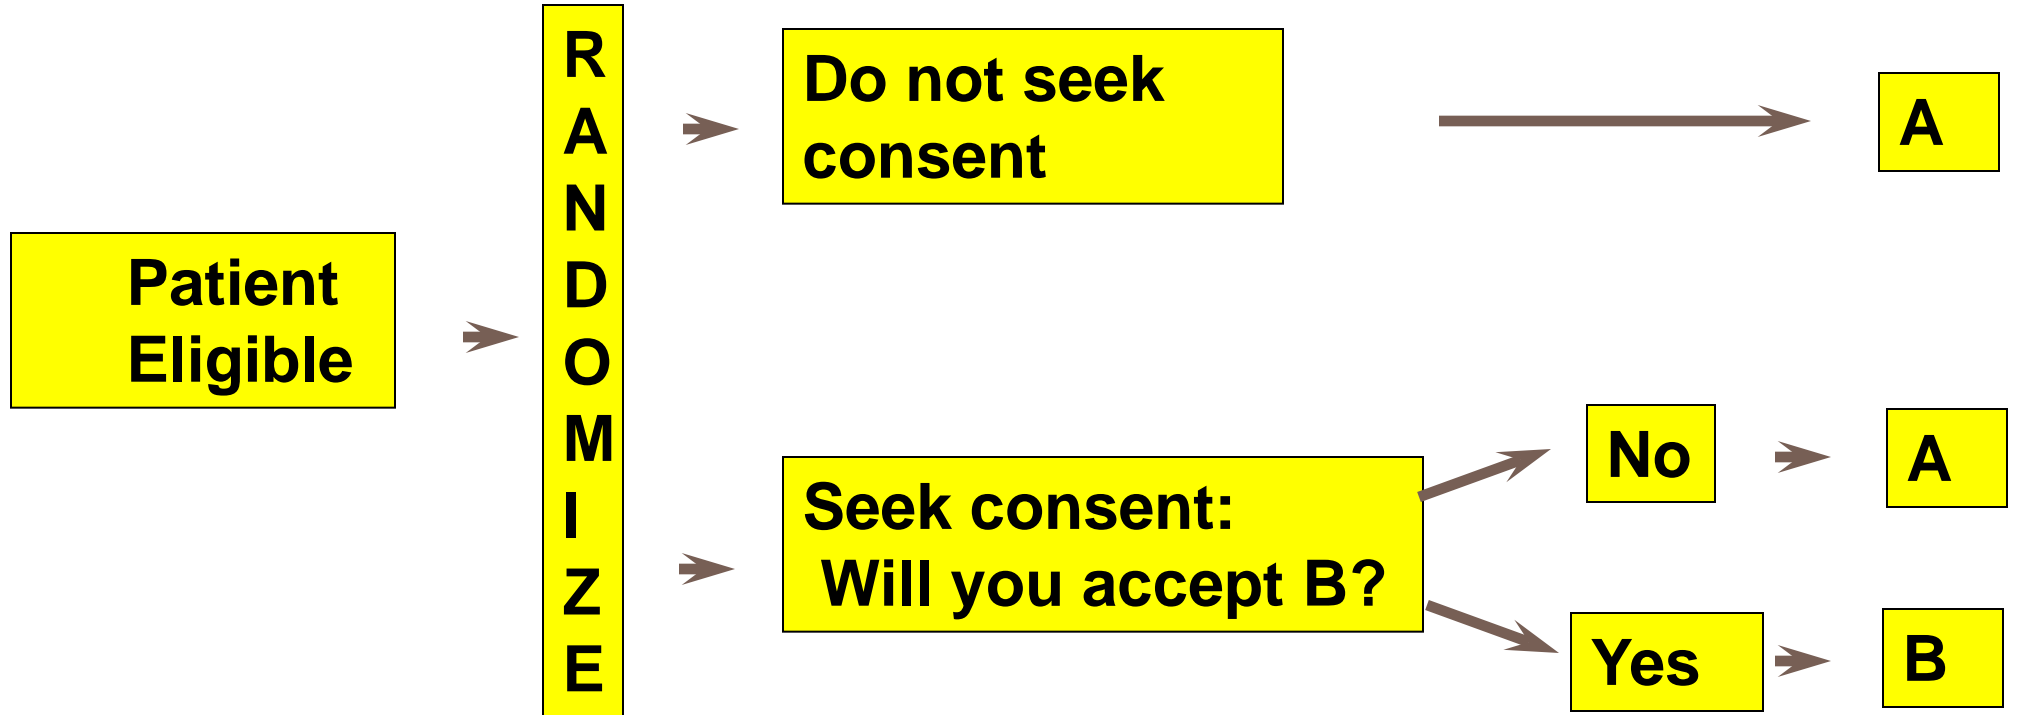 Patient
Eligible
R
A
N
D
O
M
I
Z
E
Do not seek
consent
A
Seek consent:
Will you accept B?
No
A
Yes
B